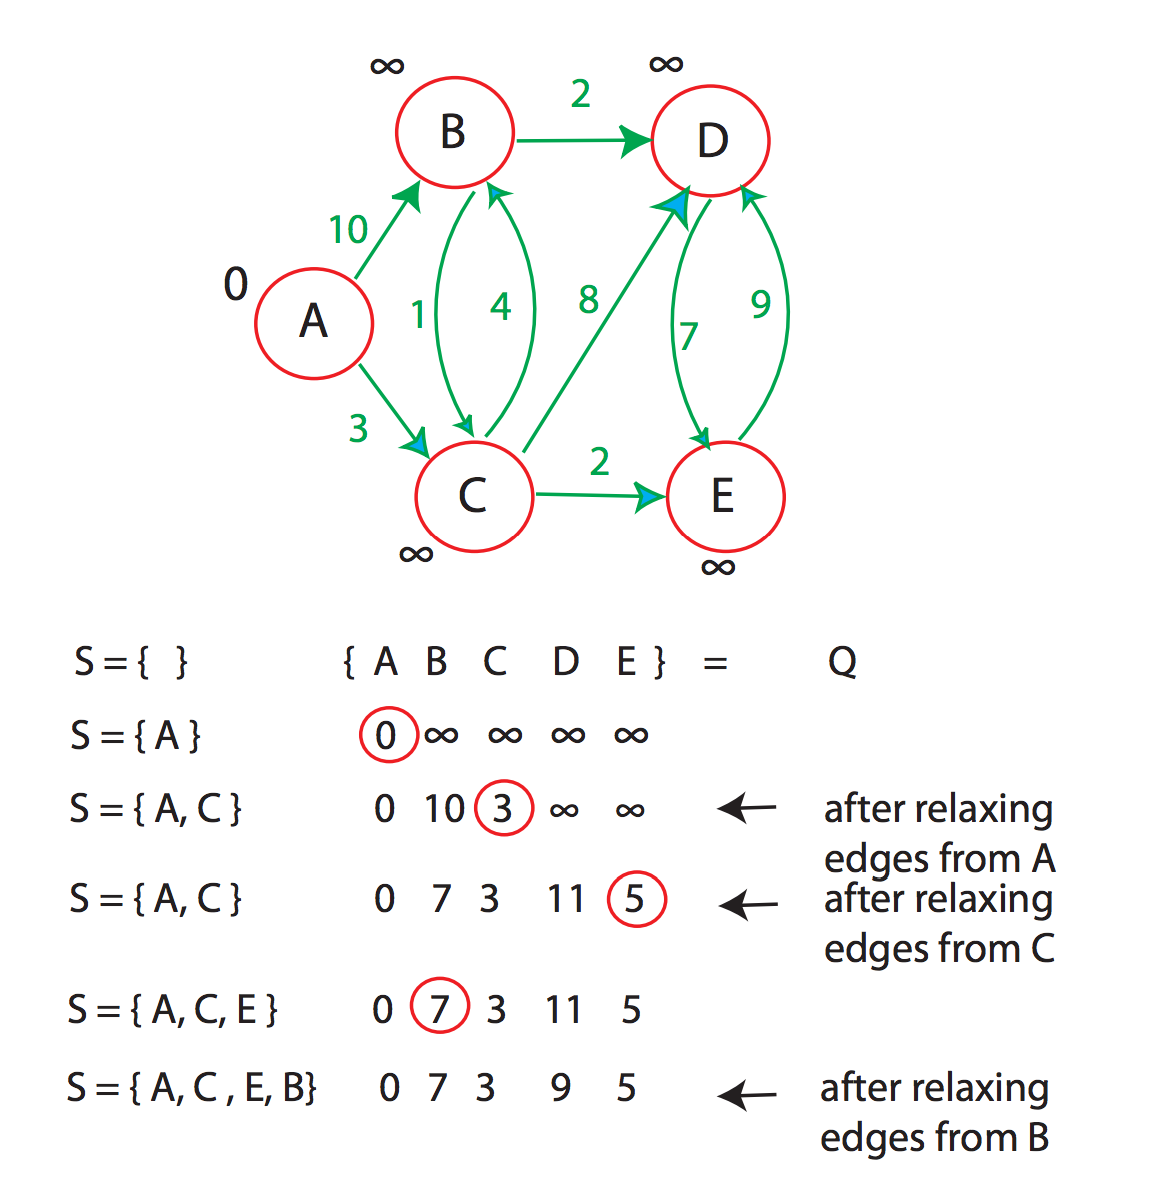 ∞ ∞
2
B D
10
0
A 1 4 8 7 9
3
2
C E
∞ ∞
S = { } { A B C D E } = Q
S = { A } 0 ∞ ∞ ∞ ∞
S = { A, C } 0 10 3 ∞ ∞ after relaxing
edges from A
S = { A, C } 0 7 3 11 5 after relaxing
edges from C
S = { A, C, E } 0 7 3 11 5
S = { A, C , E, B} 0 7 3 9 5 after relaxing
edges from B